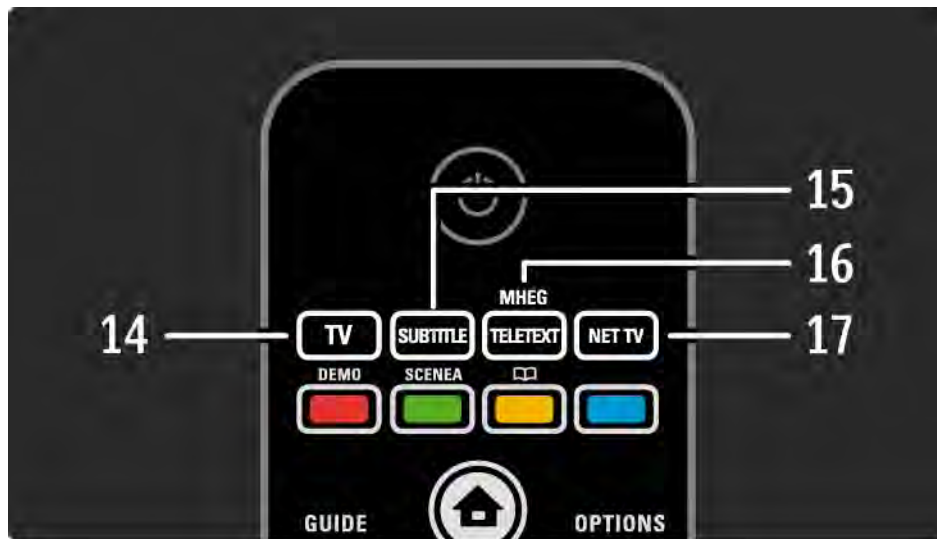 15
16
MHEG
14 TV SUBTITLE TELETEXT NET TV 17
DEMO SCENEA
GUIDE OPTIONS